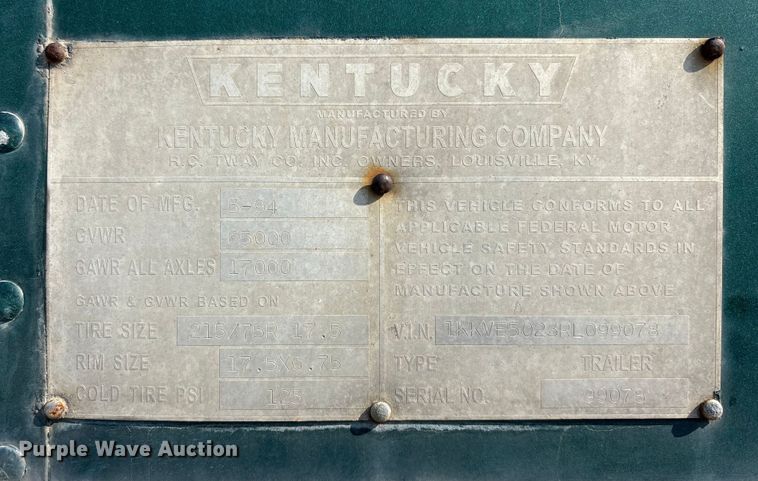 KENTUCKY
MANUFACTURED BY
KENTUCKY MANUFACTURING COMPANY
R.C. TWAY CO. INC. OWNERS, LOUISVILLE, KY
DATE OF MFG. 8-94
GVWR 65000
GAWR ALL AXLES 17000
GAWR & GVWR BASED ON
TIRE SIZE 215/75R 17.5
RIM SIZE 17.5X6.75
COLD TIRE PSI 125
THIS VEHICLE CONFORMS TO ALL
APPLICABLE FEDERAL MOTOR
VEHICLE SAFETY STANDARDS IN
EFFECT ON THE DATE OF
MANUFACTURE SHOWN ABOVE
V.I.N. 1KKVE5023RL099078
TYPE TRAILER
SERIAL NO. 99078
Purple Wave Auction